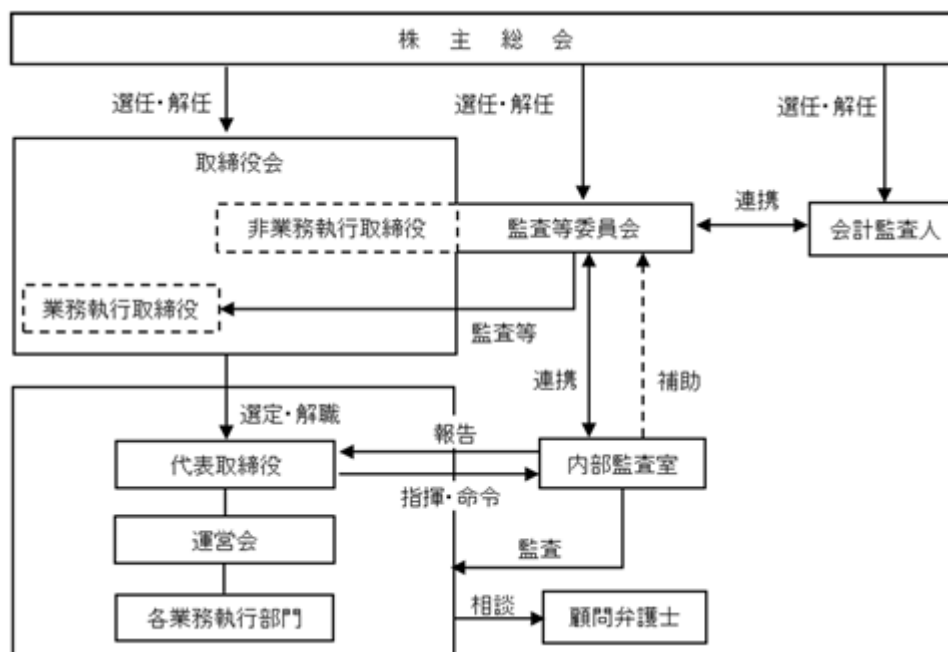 株主総会
選任・解任
選任・解任
選任・解任
取締役会
非業務執行取締役
監査等委員会
連携
会計監査人
業務執行取締役
監査等
連携
補助
選定・解職
報告
代表取締役
内部監査室
指揮・命令
運営会
監査
相談
各業務執行部門
顧問弁護士